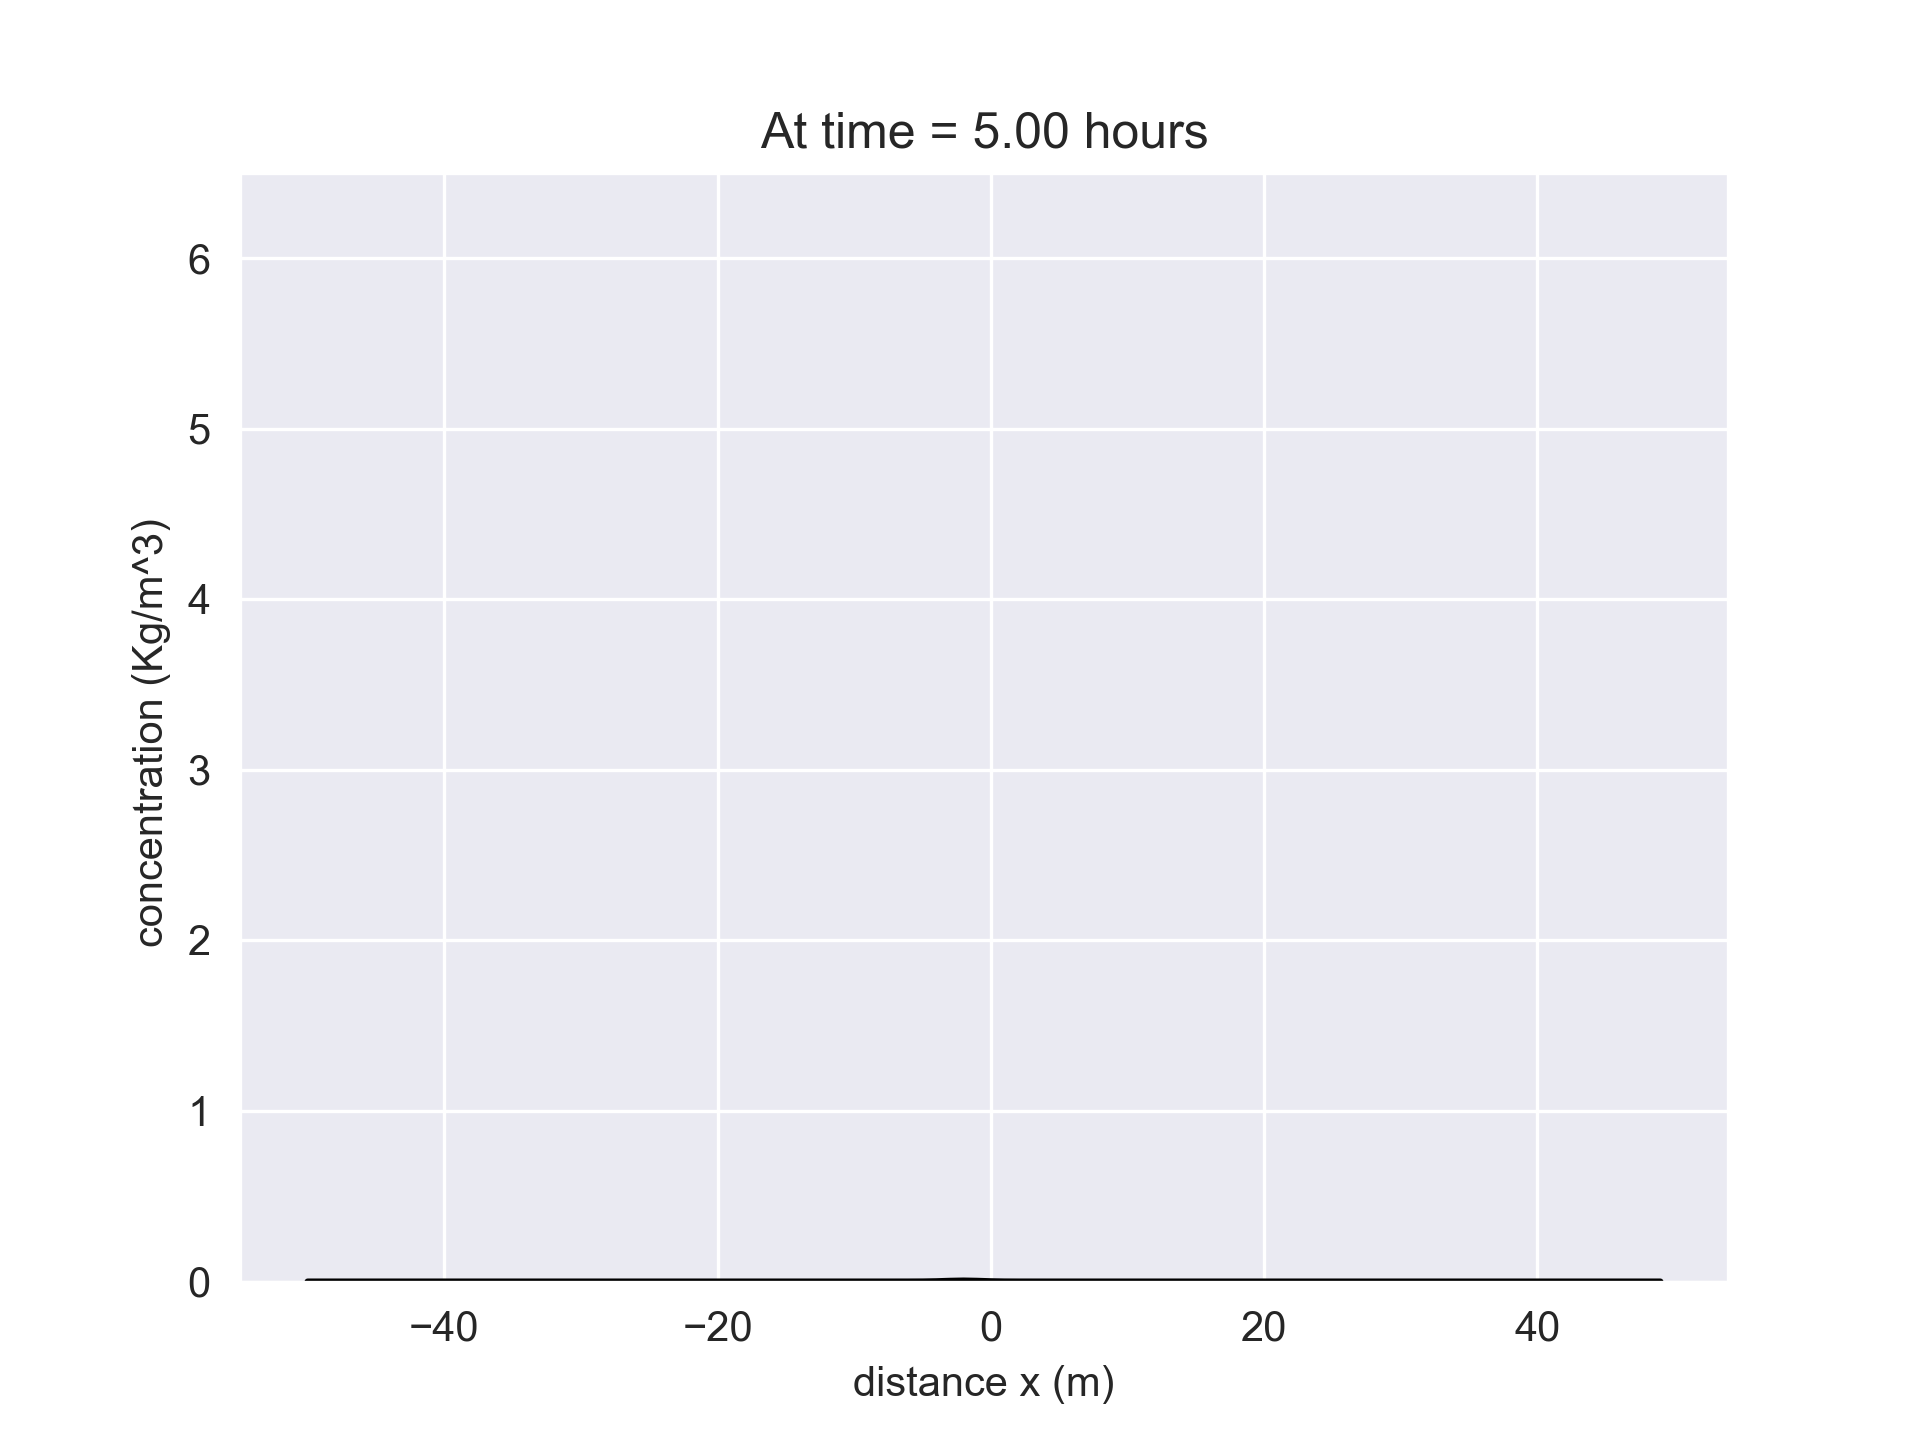 At time = 5.00 hours
concentration (Kg/m^3)
6
5
4
3
2
1
0
−40 −20 0 20 40
distance x (m)